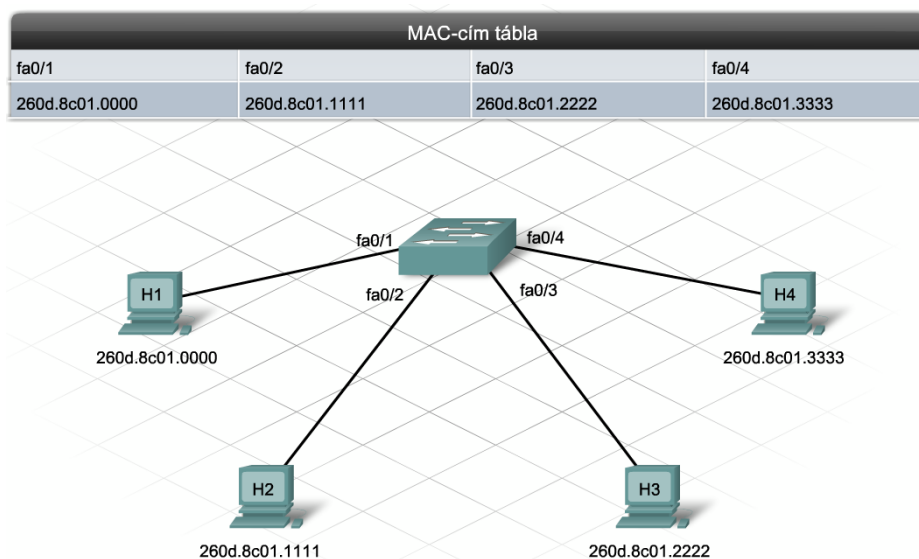 MAC-cím tábla
fa0/1 fa0/2 fa0/3 fa0/4
260d.8c01.0000 260d.8c01.1111 260d.8c01.2222 260d.8c01.3333
fa0/1 fa0/4
H1 fa0/2 fa0/3 H4
260d.8c01.0000 260d.8c01.3333
H2 H3
260d.8c01.1111 260d.8c01.2222